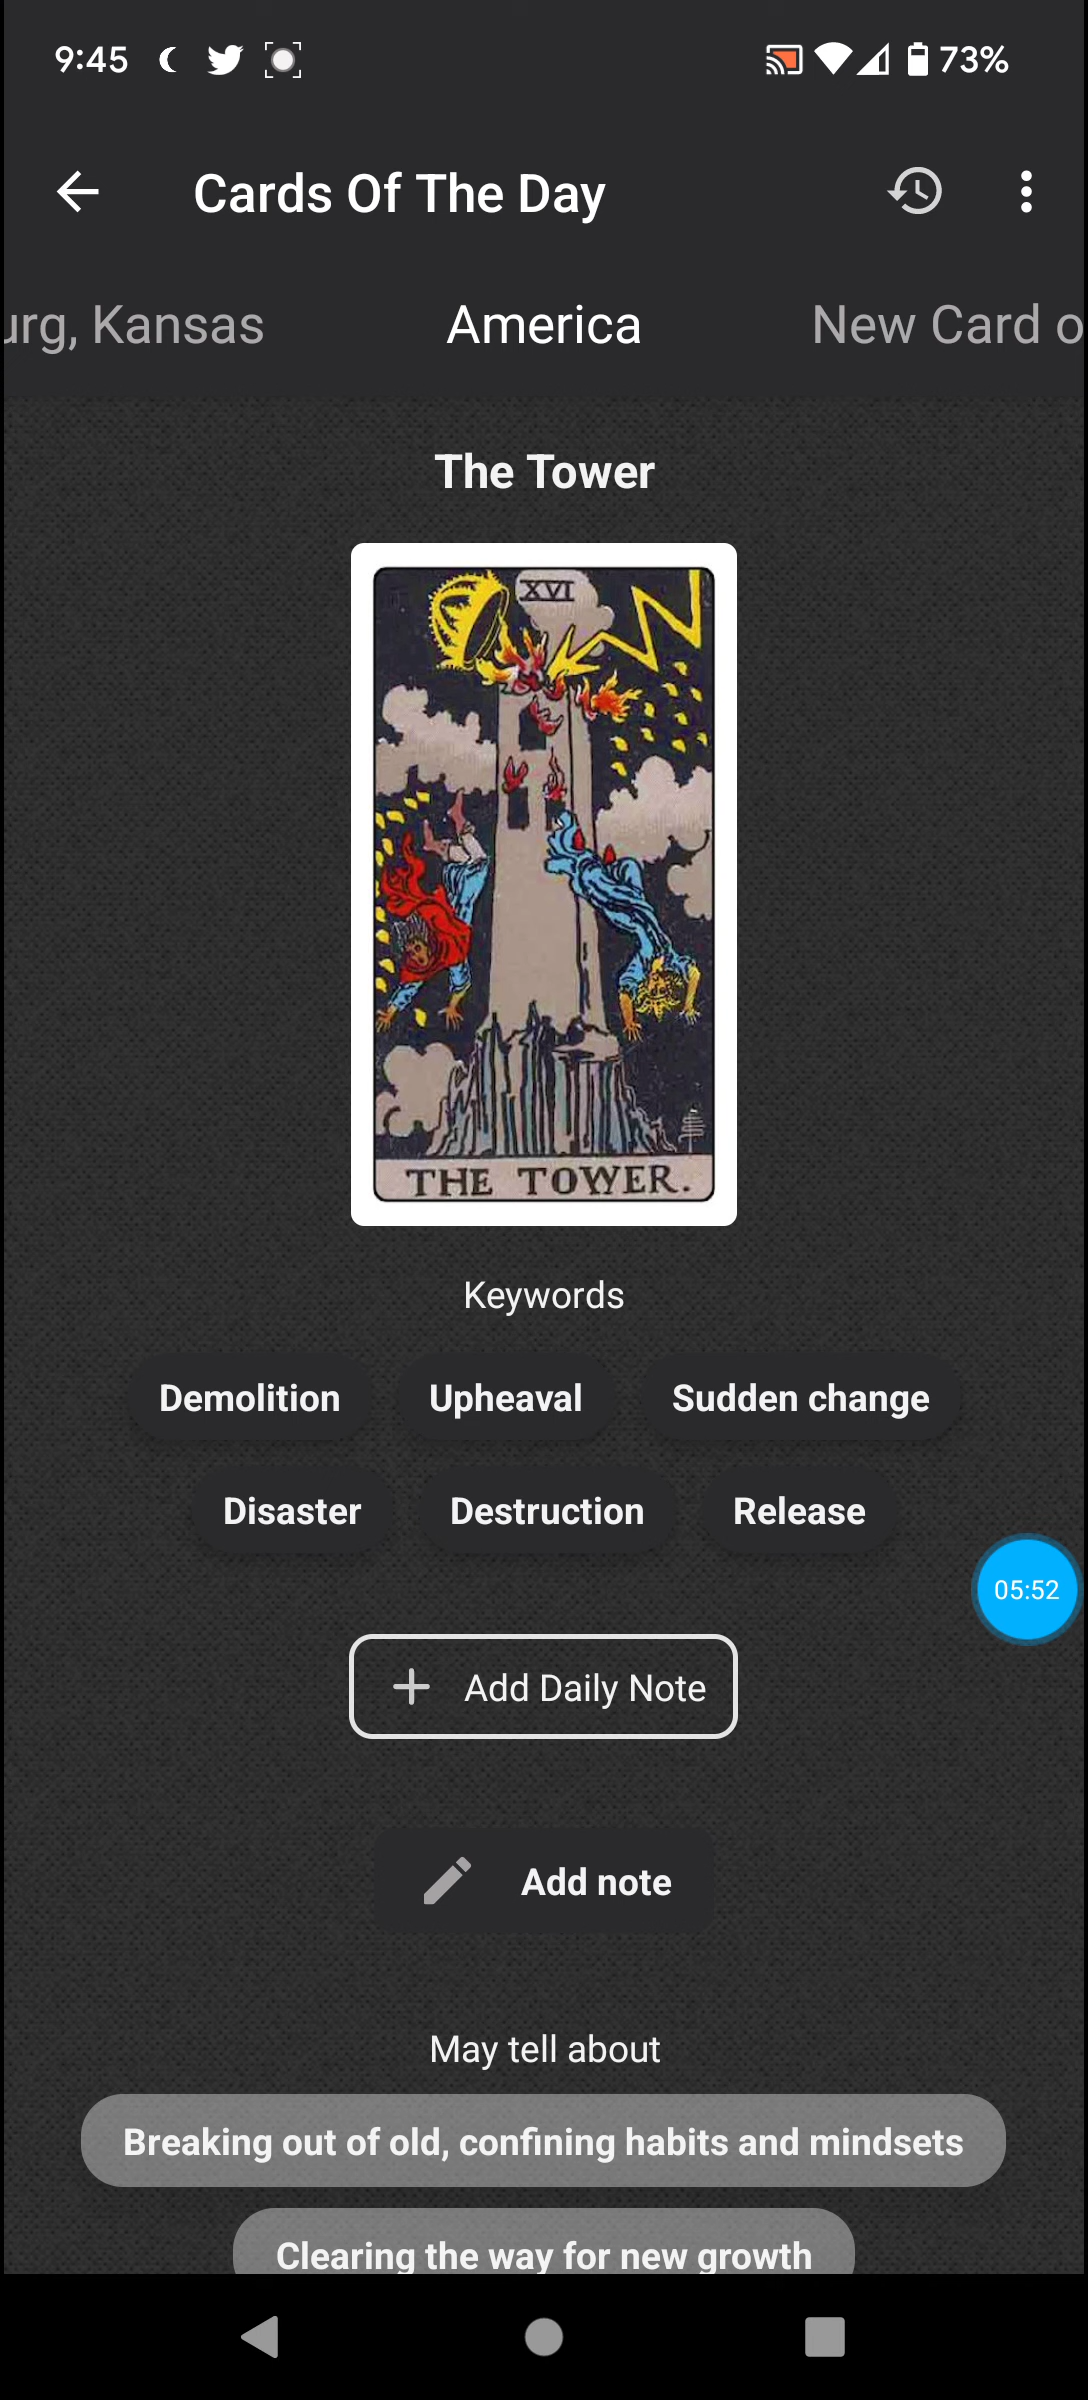 9:45 73%
Cards Of The Day
urg, Kansas America New Card o
The Tower
XVI
THE TOWER.
Keywords
Demolition Upheaval Sudden change
Disaster Destruction Release
05:52
Add Daily Note
Add note
May tell about
Breaking out of old, confining habits and mindsets
Clearing the way for new growth